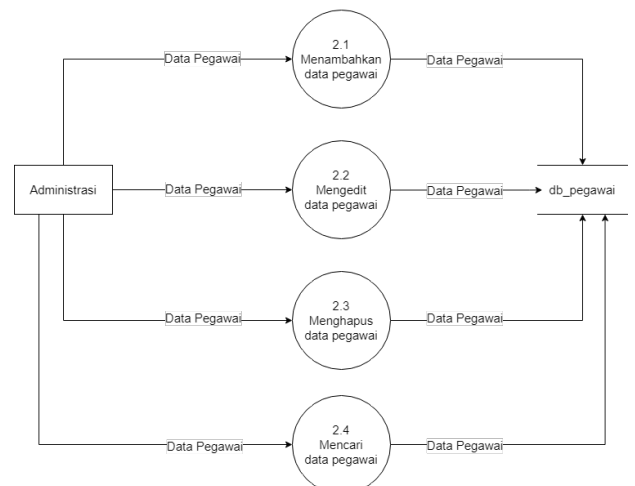 2.1
Menambahkan
data pegawai
Data Pegawai
Data Pegawai
2.2
Mengedit
data pegawai
Administrasi
Data Pegawai
Data Pegawai
db_pegawai
2.3
Menghapus
data pegawai
Data Pegawai
Data Pegawai
2.4
Mencari
data pegawai
Data Pegawai
Data Pegawai